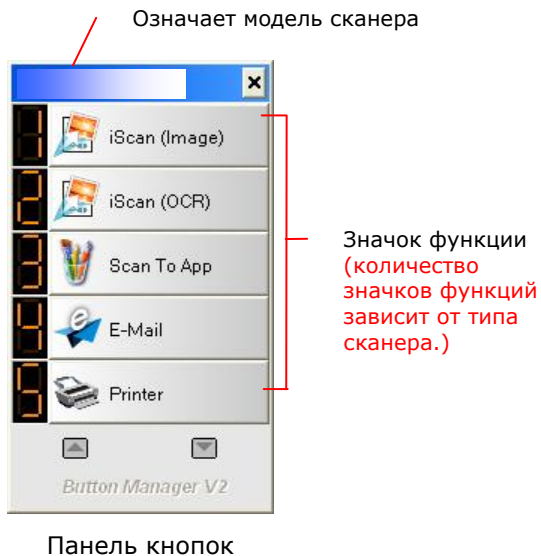 Означает модель сканера
1 iScan (Image)
2 iScan (OCR)
3 Scan To App
4 E-Mail
5 Printer
Значок функции
(количество
значков функций
зависит от типа
сканера.)
Button Manager V2
Панель кнопок